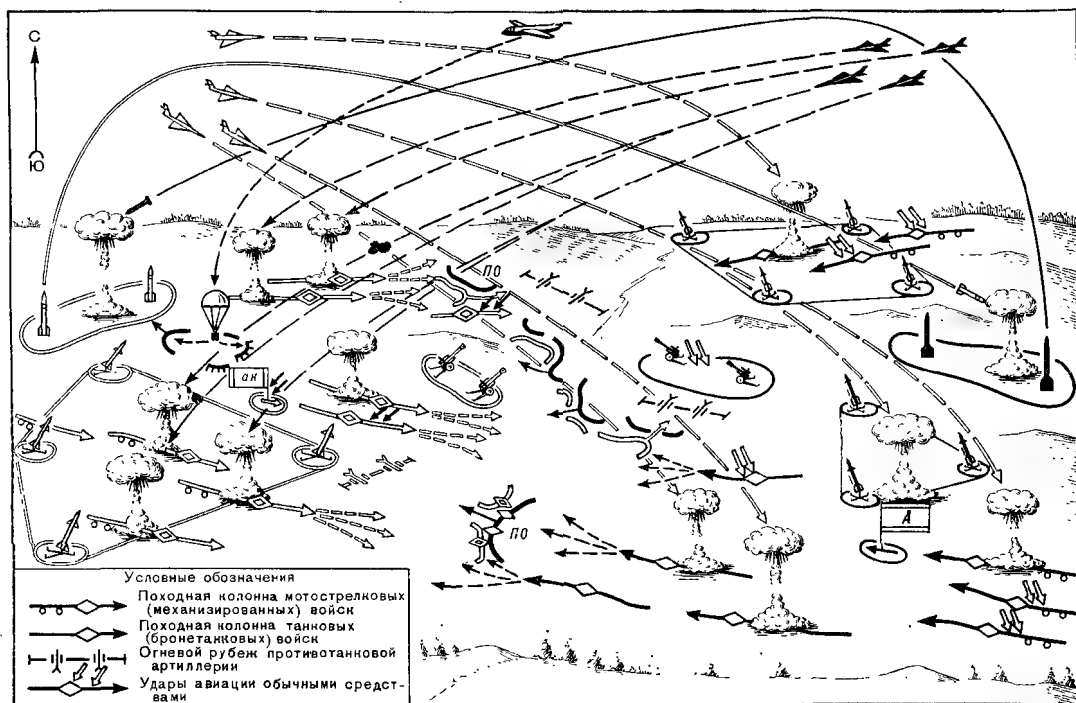 С
Ю
ПО
ан
ПО
А
Условные обозначения
Походная колонна мотострелковых
(механизированных) войск
Походная колонна танковых
(бронетанковых) войск
Огневой рубеж противотанковой
артиллерии
Удары авиации обычными средст-
вами